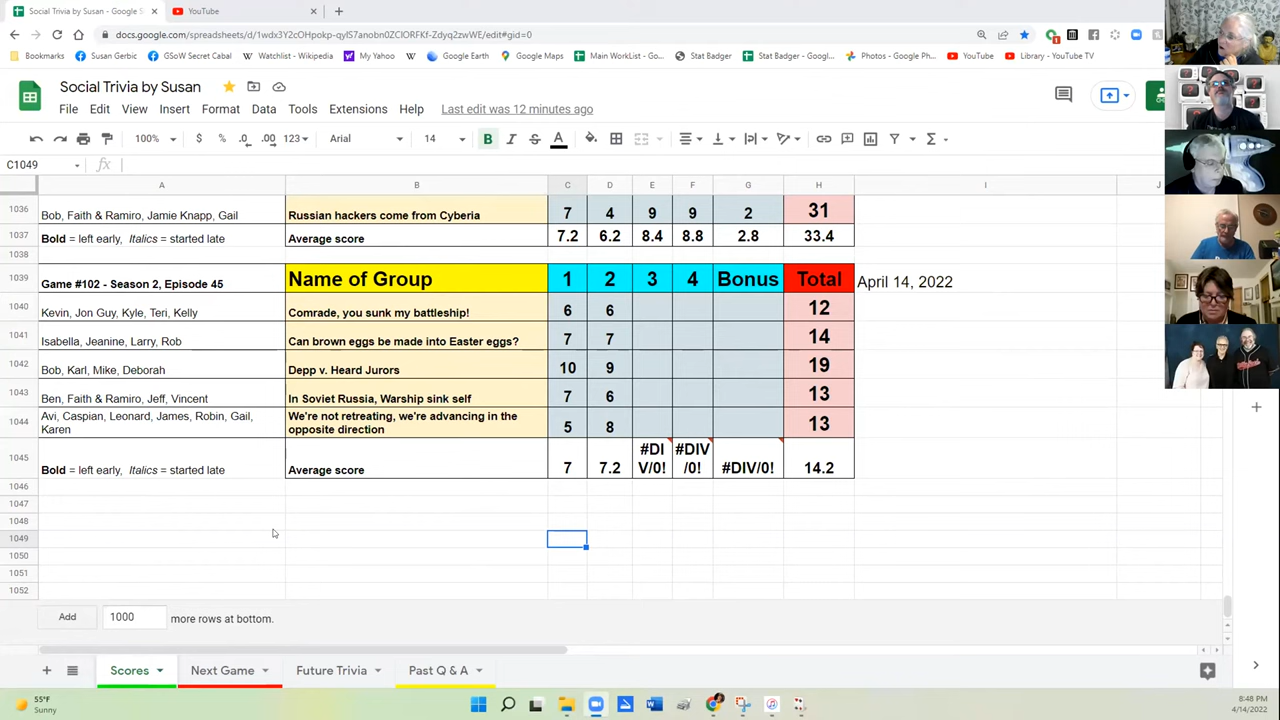 Social Trivia by Susan - Google S
YouTube
docs.google.com/spreadsheets/d/1wdx3Y2cOHpokp-qyIS7anobn0ZCIORFKf-Zdyq2zwWE/edit#gid=0
Bookmarks Susan Gerbic GSoW Secret Cabal Watchlist - Wikipedia My Yahoo! Google Maps Main WorkList - Goo... Stat Badger Stat Badger - Googl... Photos - Google Ph... YouTube Library - YouTube TV
Social Trivia by Susan
File Edit View Insert Format Data Tools Extensions Help Last edit was 12 minutes ago
100% $ % .0 .00 123 Arial 14 B I S A
C1049 fx
A B C D E F G H I J
1036 Bob, Faith & Ramiro, Jamie Knapp, Gail Russian hackers come from Cyberia 7 4 9 9 2 31
1037 Bold = left early, Italics = started late Average score 7.2 6.2 8.4 8.8 2.8 33.4
1038
1039 Game #102 - Season 2, Episode 45 Name of Group 1 2 3 4 Bonus Total April 14, 2022
1040 Kevin, Jon Guy, Kyle, Teri, Kelly Comrade, you sunk my battleship! 6 6 12
1041 Isabella, Jeanine, Larry, Rob Can brown eggs be made into Easter eggs? 7 7 14
1042 Bob, Karl, Mike, Deborah Depp v. Heard Jurors 10 9 19
1043 Ben, Faith & Ramiro, Jeff, Vincent In Soviet Russia, Warship sink self 7 6 13
1044 Avi, Caspian, Leonard, James, Robin, Gail, We're not retreating, we're advancing in the 13
Karen opposite direction 5 8
1045 #DI #DIV
V/0! /0! #DIV/0!
Bold = left early, Italics = started late Average score 7 7.2 14.2
1046
1047
1048
1049
1050
1051
1052
Add 1000 more rows at bottom.
Scores Next Game Future Trivia Past Q & A
55°F
Sunny
8:48 PM
4/14/2022